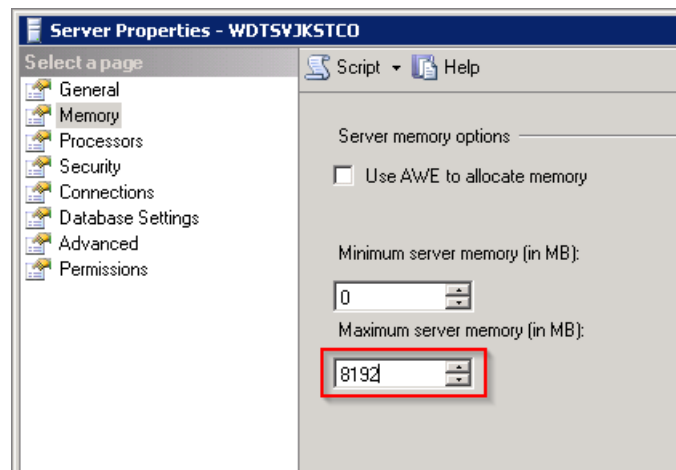 Server Properties - WDTSVJKSTCO
Select a page
General
Memory
Processors
Security
Connections
Database Settings
Advanced
Permissions
Script Help
Server memory options
Use AWE to allocate memory
Minimum server memory (in MB):
0
Maximum server memory (in MB):
8192